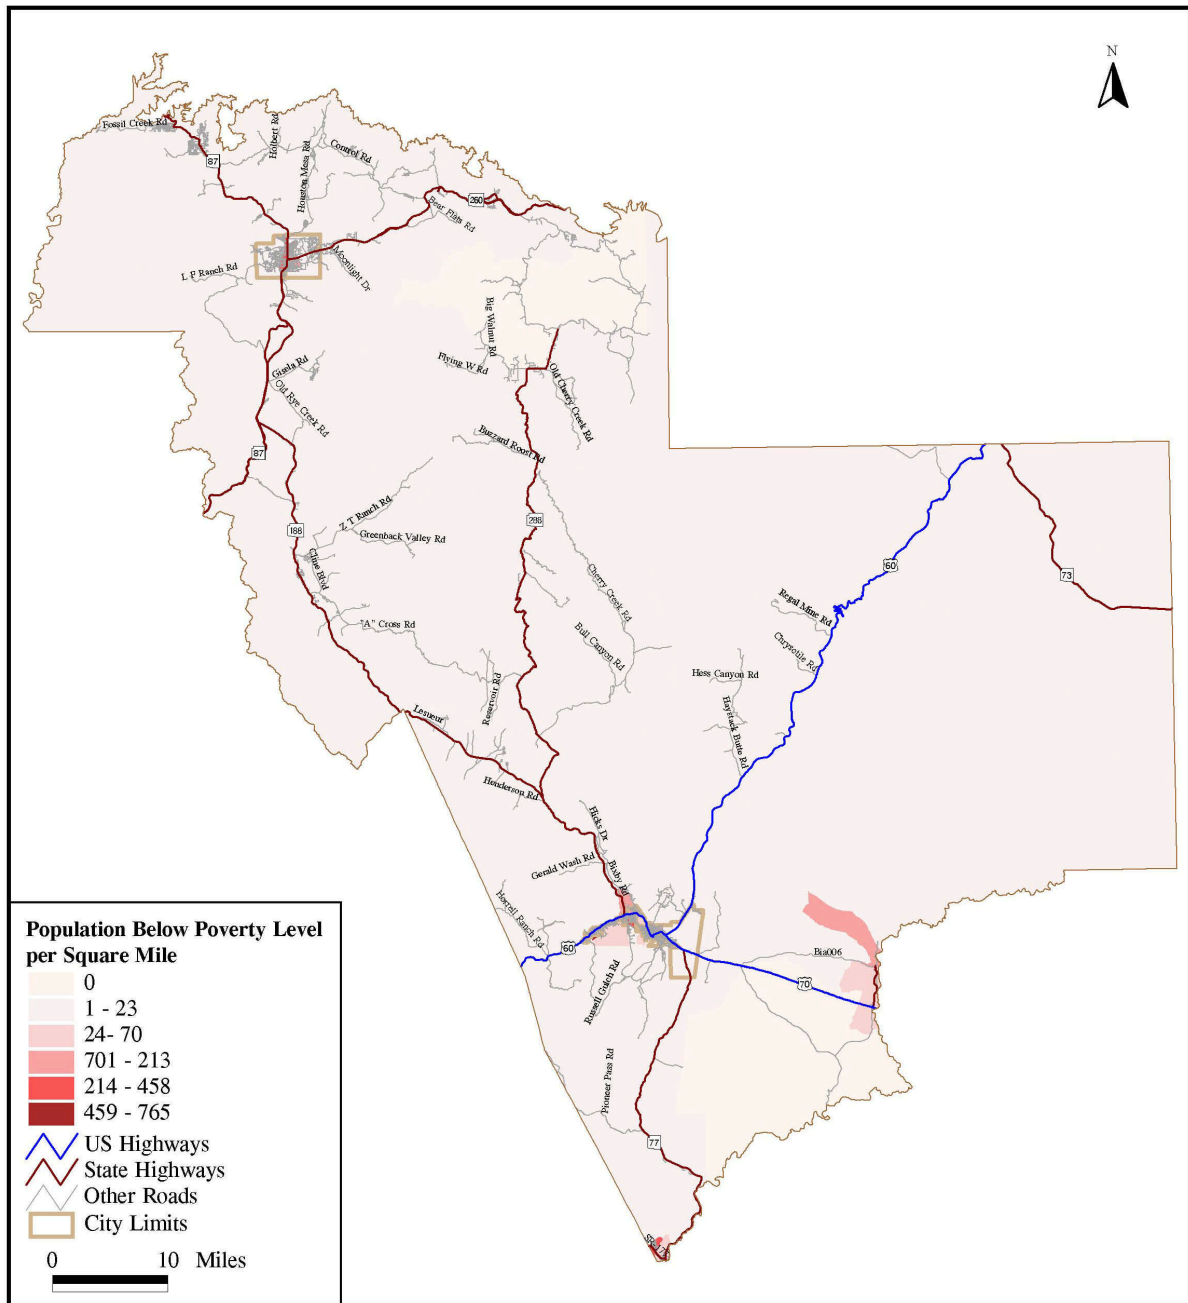 N
Fossil Creek Rd
87
Holbert Rd
Houston Mesa Rd
Control Rd
260
Bear Flats Rd
Moonlight Dr
L F Ranch Rd
Big Walnut Rd
Flying W Rd
Old Cherry Creek Rd
Gisela Rd
Old Rye Creek Rd
Buzzard Roost Rd
87
Z T Ranch Rd
188
Greenback Valley Rd
288
Cline Blvd
60
73
Cherry Creek Rd
Regal Mine Rd
"A" Cross Rd
Bull Canyon Rd
Chrysotile Rd
Hess Canyon Rd
Reservoir Rd
Lesueur
Haystack Butte Rd
Henderson Rd
Hicks Dr
Gerald Wash Rd
Bixby Rd
Horrell Ranch Rd
60
Bia006
70
Russell Gulch Rd
Pioneer Pass Rd
77
Population Below Poverty Level
per Square Mile
0
1 - 23
24- 70
701 - 213
214 - 458
459 - 765
US Highways
State Highways
Other Roads
City Limits
0 10 Miles